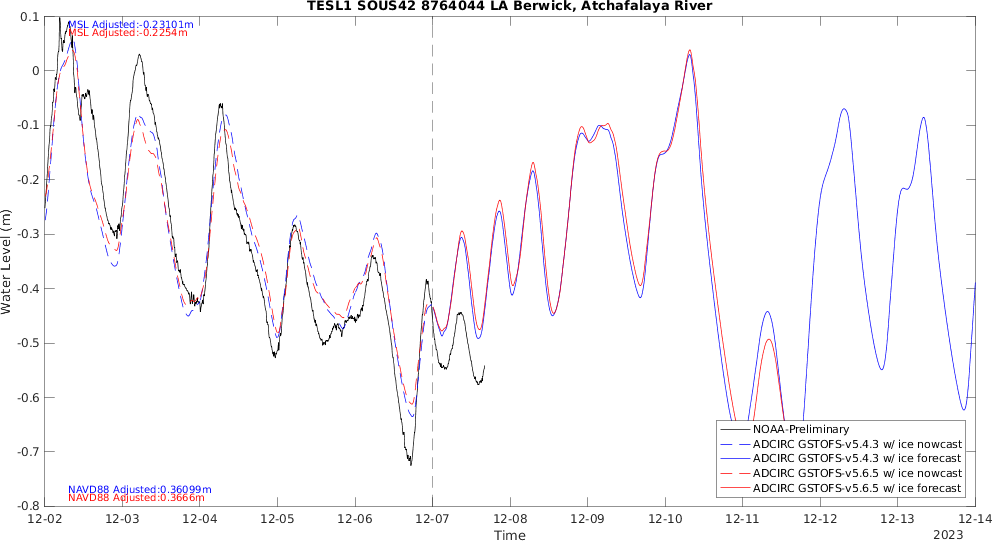 TESL1 SOUS42 8764044 LA Berwick, Atchafalaya River
MSL Adjusted:-0.23101m
MSL Adjusted:-0.2254m
0.1
0
-0.1
-0.2
-0.3
-0.4
-0.5
-0.6
-0.7
-0.8
Water Level (m)
NOAA-Preliminary
ADCIRC GSTOFS-v5.4.3 w/ ice nowcast
ADCIRC GSTOFS-v5.4.3 w/ ice forecast
ADCIRC GSTOFS-v5.6.5 w/ ice nowcast
ADCIRC GSTOFS-v5.6.5 w/ ice forecast
NAVD88 Adjusted:0.36099m
NAVD88 Adjusted:0.3666m
12-02 12-03 12-04 12-05 12-06 12-07 12-08 12-09 12-10 12-11 12-12 12-13 12-14
Time
2023